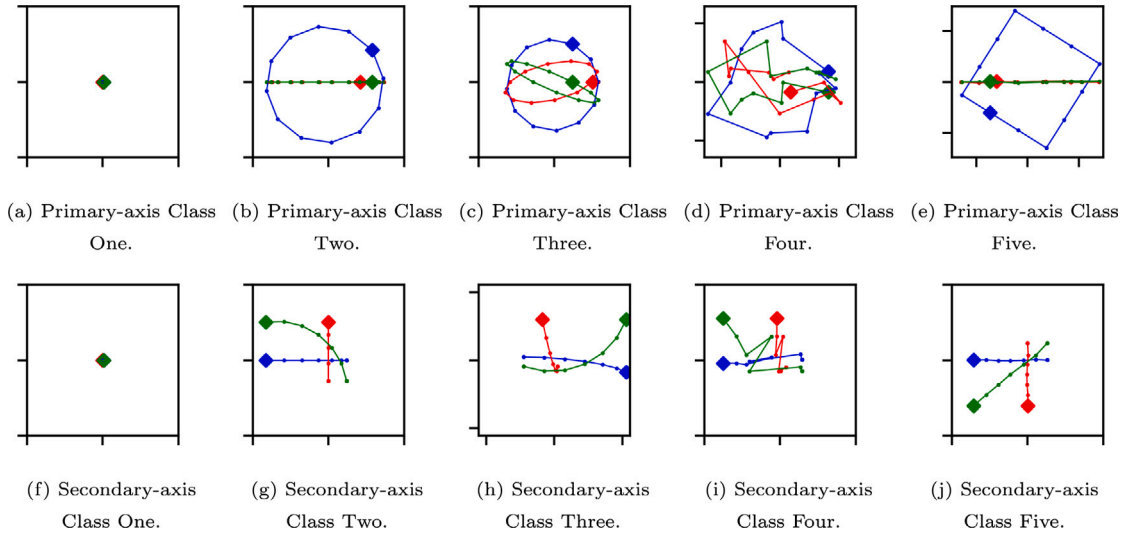 (a) Primary-axis Class (b) Primary-axis Class (c) Primary-axis Class (d) Primary-axis Class (e) Primary-axis Class
One. Two. Three. Four. Five.
(f) Secondary-axis (g) Secondary-axis (h) Secondary-axis (i) Secondary-axis (j) Secondary-axis
Class One. Class Two. Class Three. Class Four. Class Five.